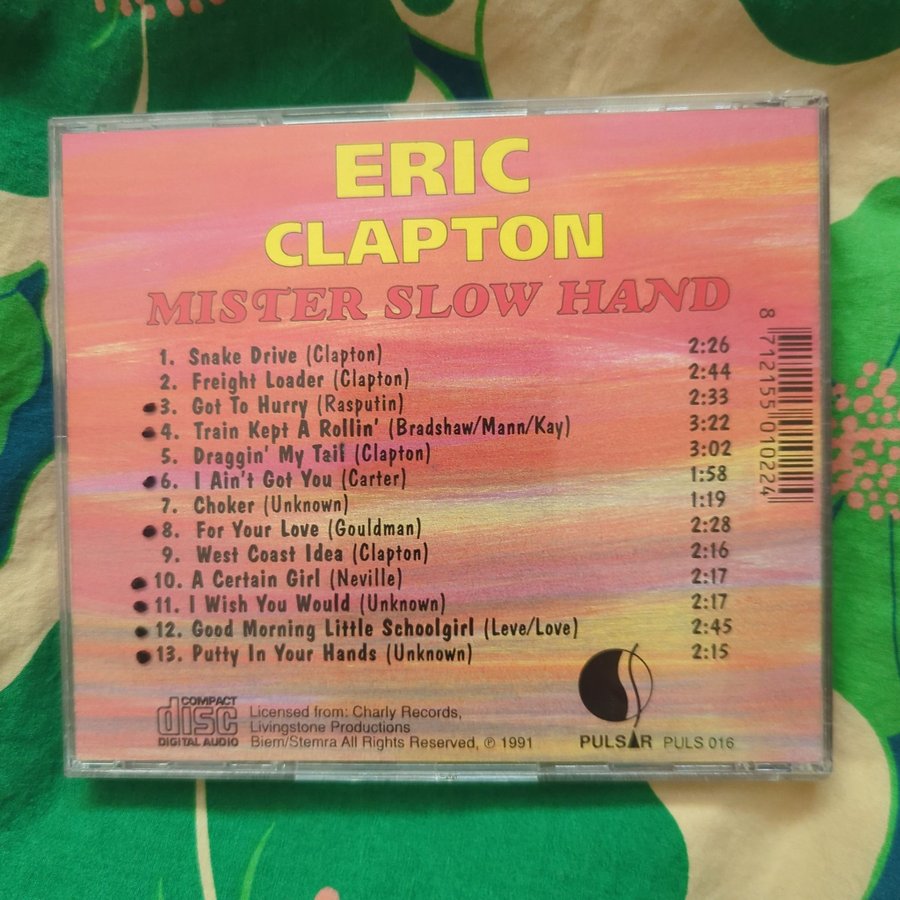 ERIC
CLAPTON
MISTER SLOW HAND
1. Snake Drive (Clapton) 2:26
2. Freight Loader (Clapton) 2:44
3. Got To Hurry (Rasputin) 2:33
4. Train Kept A Rollin' (Bradshaw/Mann/Kay) 3:22
5. Draggin' My Tail (Clapton) 3:02
6. I Ain't Got You (Carter) 1:58
7. Choker (Unknown) 1:19
8. For Your Love (Gouldman) 2:28
9. West Coast Idea (Clapton) 2:16
10. A Certain Girl (Neville) 2:17
11. I Wish You Would (Unknown) 2:17
12. Good Morning Little Schoolgirl (Leve/Love) 2:45
13. Putty In Your Hands (Unknown) 2:15
8 712155 010224
COMPACT
disc
DIGITAL AUDIO
Licensed from: Charly Records,
Livingstone Productions
Biem/Stemra All Rights Reserved, ℗ 1991
PULSAR PULS 016